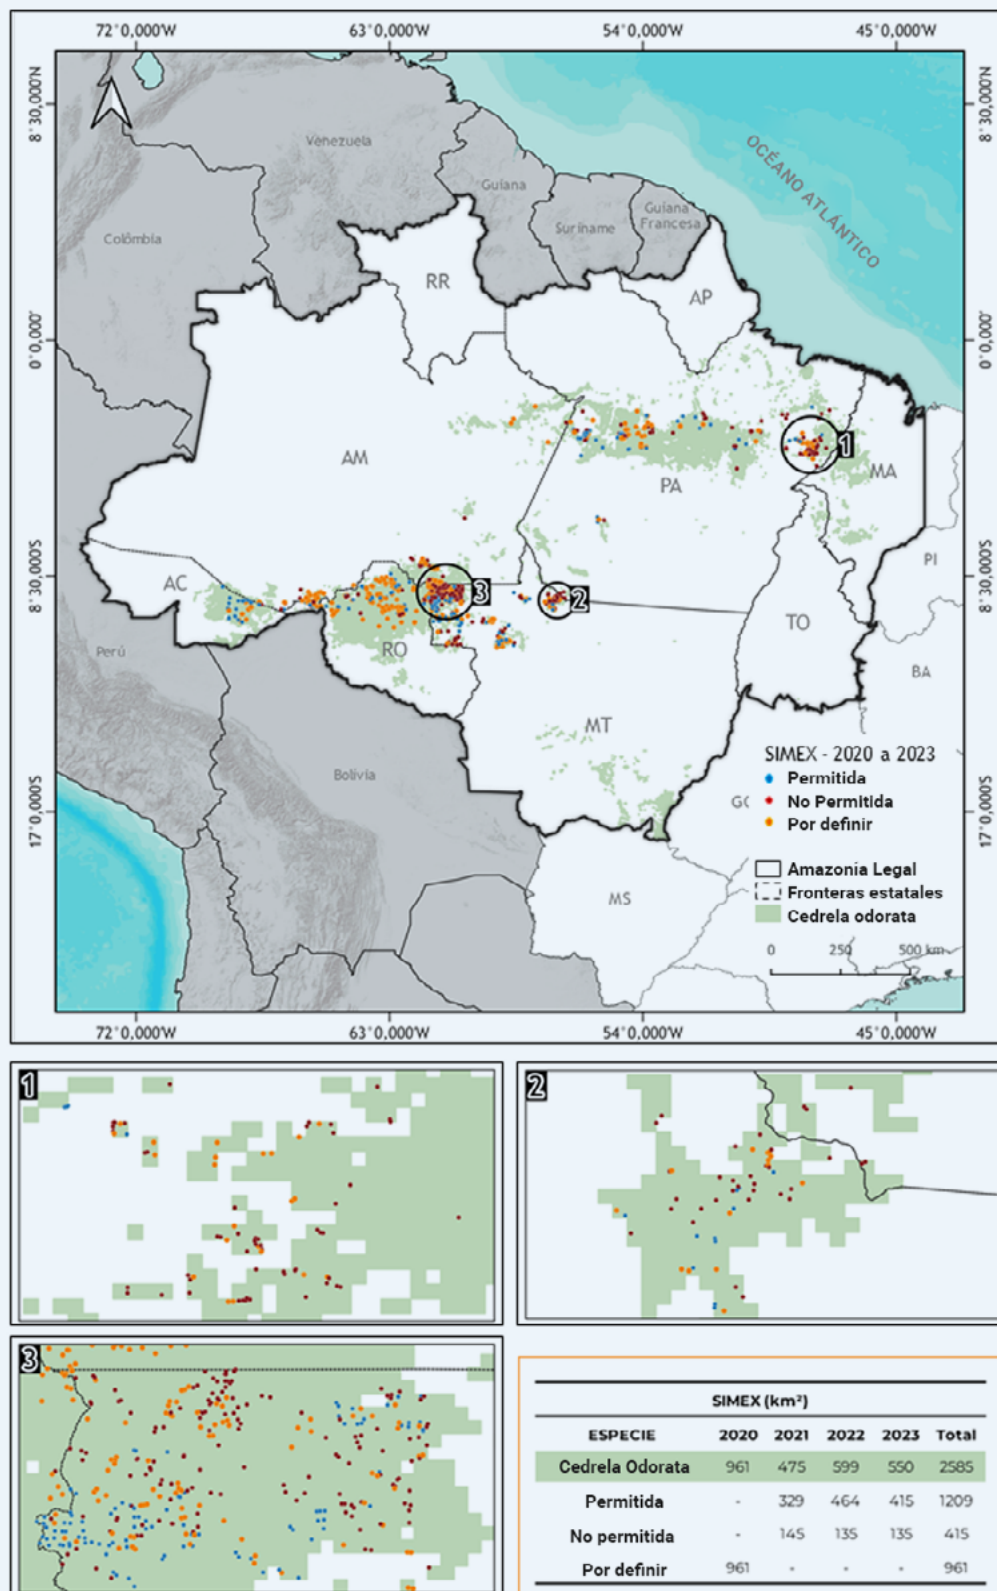 72°0,000'W 63°0,000'W 54°0,000'W 45°0,000'W
8°30,000'N
8°30,000'N
Venezuela
OCÉANO ATLÁNTICO
Guiana
Guiana
Francesa
Suriname
Colômbia
RR
AP
0°0,000'
0°0,000'
AM
1
MA
PA
8°30,000'S
8°30,000'S
PI
AC
3
2
TO
Perú
RO
BA
MT
Bolívia
SIMEX - 2020 a 2023
Permitida
No Permitida
Por definir
GO
17°0,000'S
17°0,000'S
Amazonía Legal
Fronteras estatales
Cedrela odorata
MS
0 250 500 km
72°0,000'W 63°0,000'W 54°0,000'W 45°0,000'W
1
2
3
SIMEX (km²)
ESPECIE 2020 2021 2022 2023 Total
Cedrela Odorata 961 475 599 550 2585
Permitida - 329 464 415 1209
No permitida - 145 135 135 415
Por definir 961 - - - 961